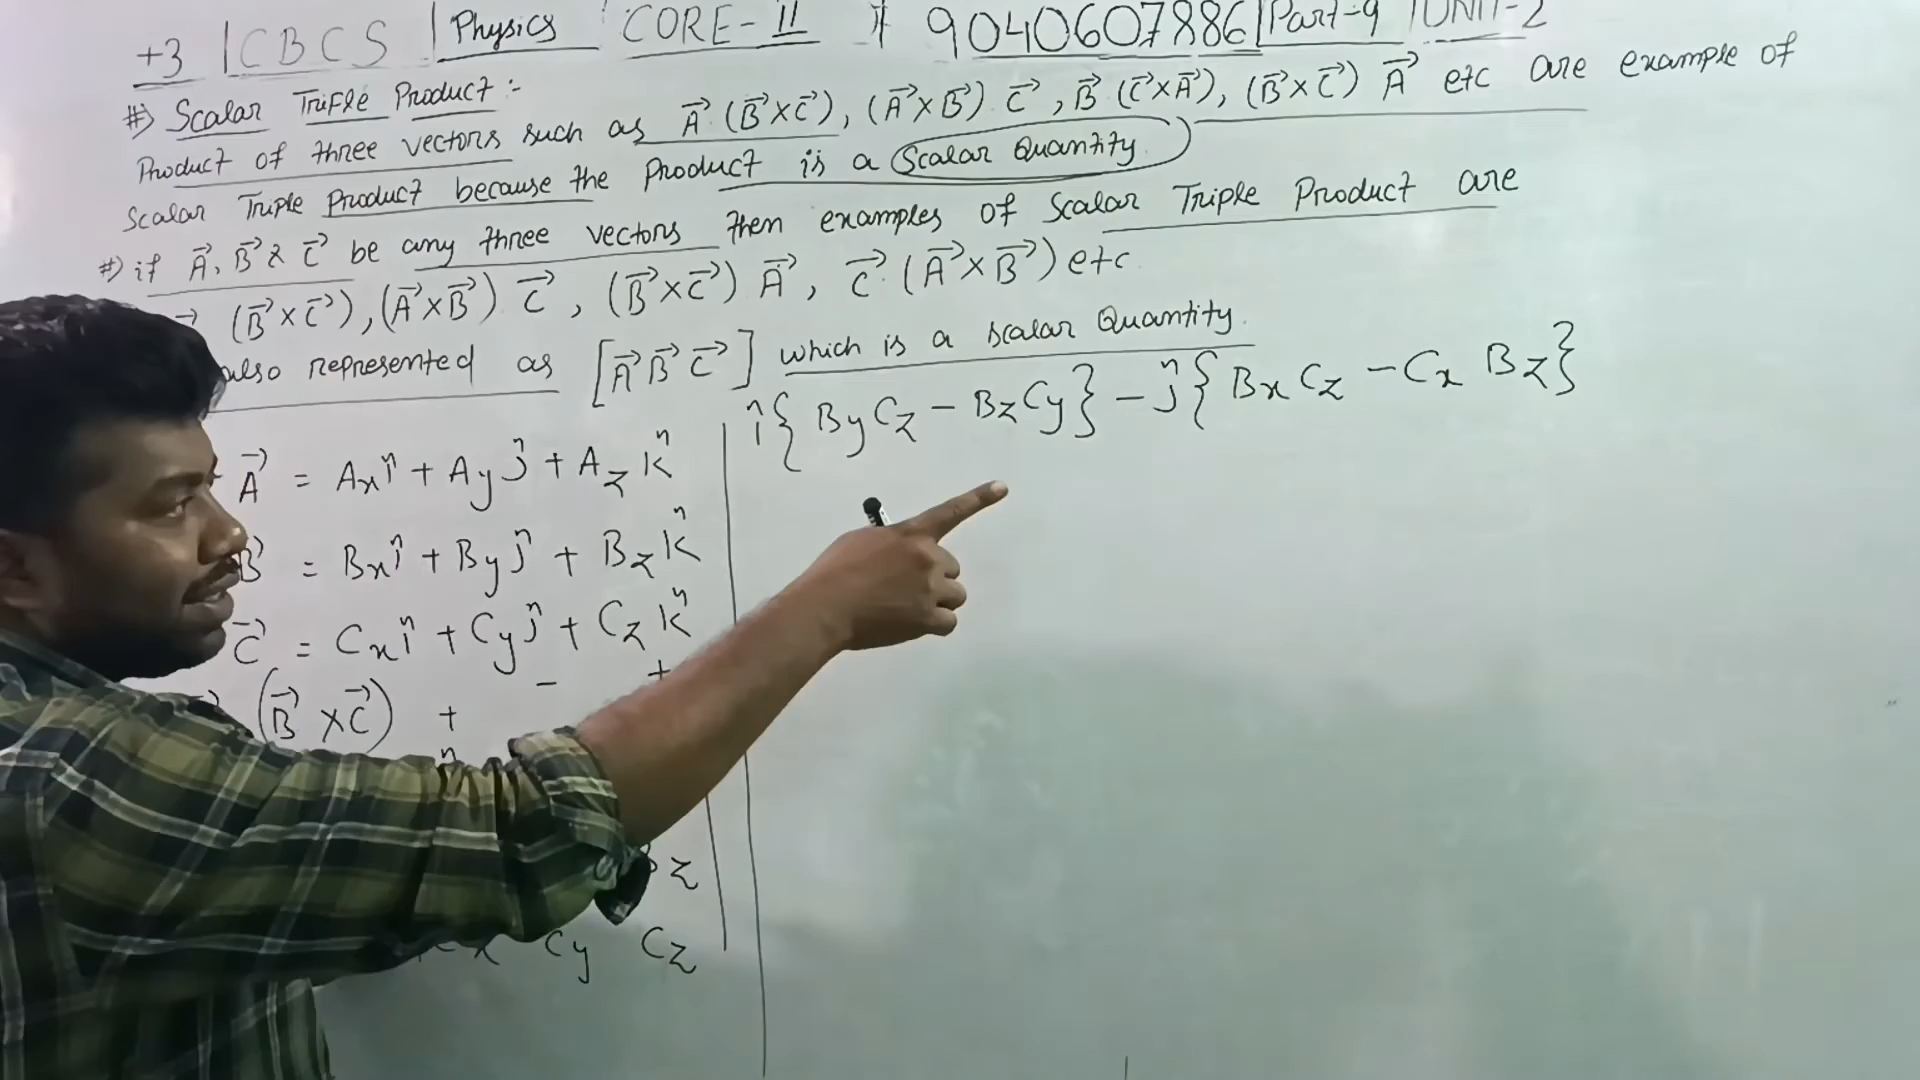 +3 | CBCS | Physics CORE-II # 9040607886 | Part-9 | UNIT-2
#) Scalar Trifle Product :-
Product of three vectors such as A⃗ (B⃗×C⃗), (A⃗×B⃗) C⃗, B⃗ (C⃗×A⃗), (B⃗×C⃗) A⃗ etc are example of
Scalar Triple Product because the Product is a Scalar Quantity
#) if A⃗, B⃗ & C⃗ be any three vectors then examples of Scalar Triple Product are
(B⃗×C⃗), (A⃗×B⃗) C⃗, (B⃗×C⃗) A⃗, C⃗ (A⃗×B⃗) etc
also represented as [A⃗ B⃗ C⃗] which is a scalar Quantity.
A⃗ = Axî + Ayĵ + Azk̂
B⃗ = Bxî + Byĵ + Bzk̂
C⃗ = Cxî + Cyĵ + Czk̂
(B⃗ × C⃗) + - +
Bz
Cy Cz
î{ByCz - BzCy} - ĵ{BxCz - CxBz}